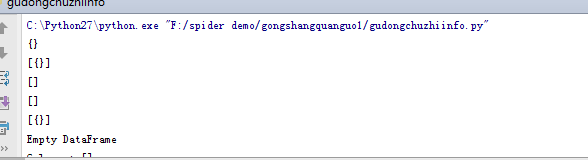 gudongchuzhiinfo
C:\Python27\python.exe "F:/spider demo/gongshangquanguo1/gudongchuzhiinfo.py"
{}
[{}]
[]
[]
[{}]
Empty DataFrame